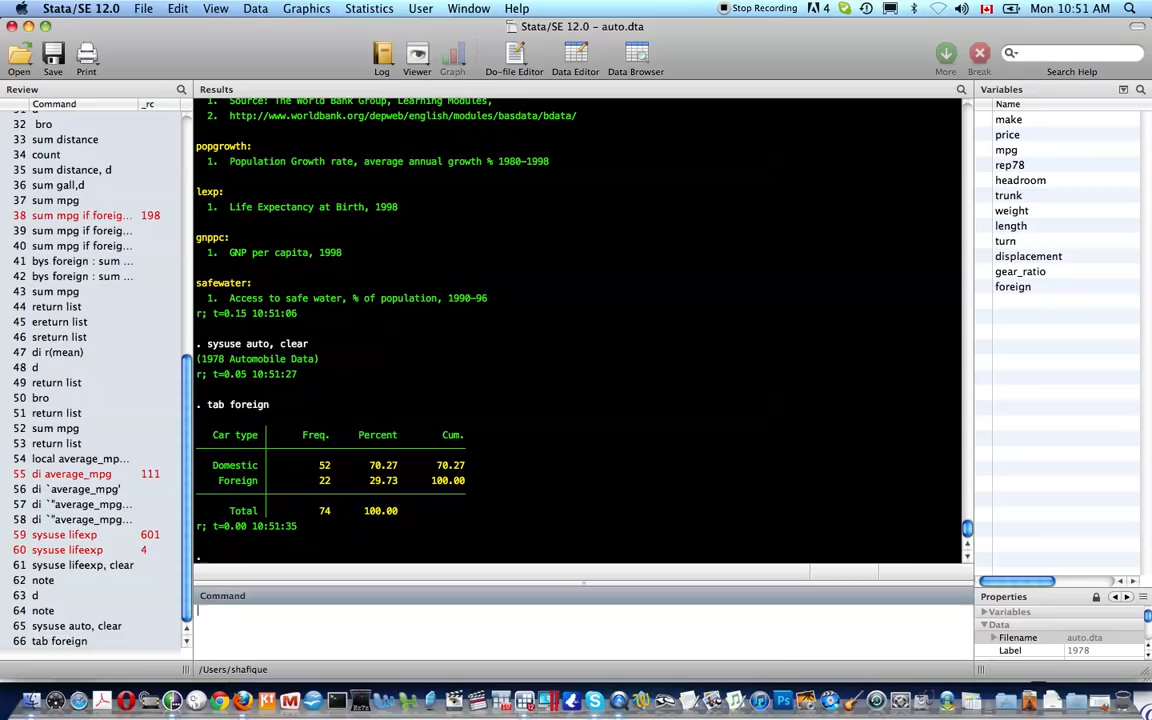 Stata/SE 12.0 File Edit View Data Graphics Statistics User Window Help Stop Recording 4 Mon 10:51 AM
Stata/SE 12.0 - auto.dta
Open Save Print Log Viewer Graph Do-file Editor Data Editor Data Browser More Break Search Help
Review
Command _rc
32 bro
33 sum distance
34 count
35 sum distance, d
36 sum gall,d
37 sum mpg
38 sum mpg if foreig... 198
39 sum mpg if foreig...
40 sum mpg if foreig...
41 bys foreign : sum ...
42 bys foreign : sum ...
43 sum mpg
44 return list
45 ereturn list
46 sreturn list
47 di r(mean)
48 d
49 return list
50 bro
51 return list
52 sum mpg
53 return list
54 local average_mp...
55 di average_mpg 111
56 di `average_mpg'
57 di `"average_mpg...
58 di `"average_mpg...
59 sysuse lifexp 601
60 sysuse lifeexp 4
61 sysuse lifeexp, clear
62 note
63 d
64 note
65 sysuse auto, clear
66 tab foreign
Results
1. Source: The World Bank Group, Learning Modules,
2. http://www.worldbank.org/depweb/english/modules/basdata/bdata/
popgrowth:
1. Population Growth rate, average annual growth % 1980-1998
lexp:
1. Life Expectancy at Birth, 1998
gnppc:
1. GNP per capita, 1998
safewater:
1. Access to safe water, % of population, 1990-96
r; t=0.15 10:51:06
. sysuse auto, clear
(1978 Automobile Data)
r; t=0.05 10:51:27
. tab foreign
Car type Freq. Percent Cum.
Domestic 52 70.27 70.27
Foreign 22 29.73 100.00
Total 74 100.00
r; t=0.00 10:51:35
.
Command
/Users/shafique
Variables
Name
make
price
mpg
rep78
headroom
trunk
weight
length
turn
displacement
gear_ratio
foreign
Properties
Variables
Data
Filename auto.dta
Label 1978